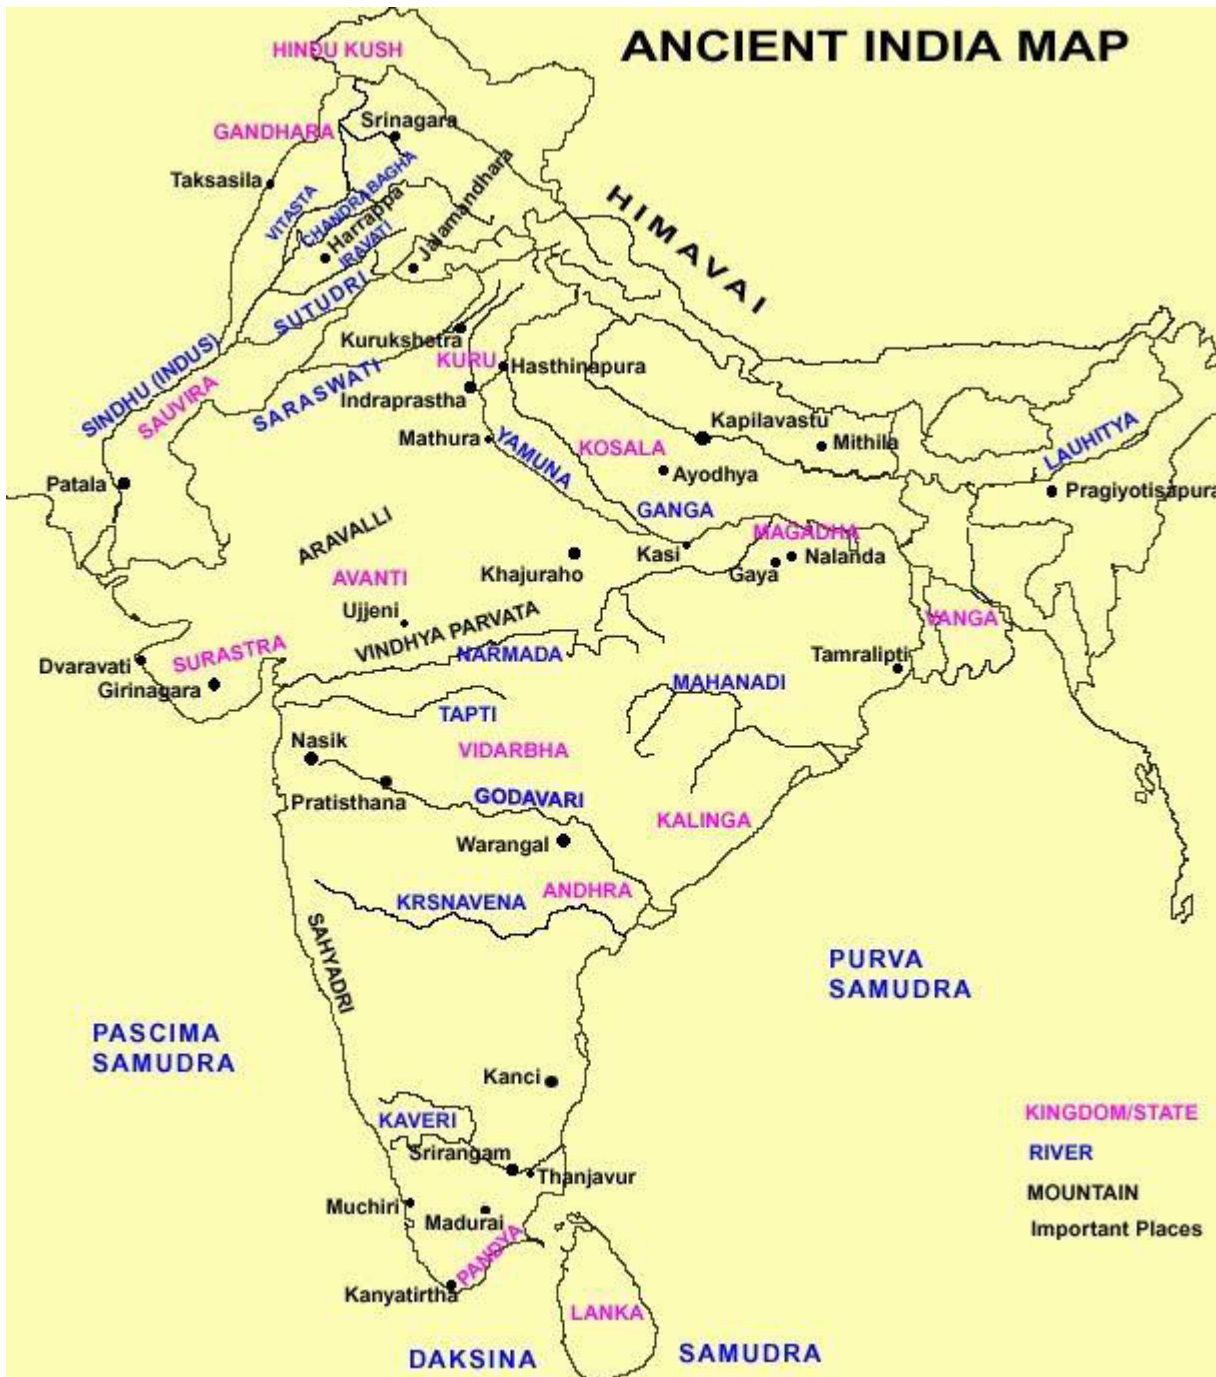 ANCIENT INDIA MAP
HINDU KUSH
GANDHARA
Srinagara
Taksasila
VITASTA
CHANDRABAGHA
Harrappa
IRAVATI
Jalamandhara
HIMAVAI
SUTUDRI
Kurukshetra
KURU
Hasthinapura
SINDHU (INDUS)
SAUVIRA
SARASWATI
Indraprastha
Mathura
YAMUNA
KOSALA
Kapilavastu
Mithila
LAUHITYA
Patala
Ayodhya
Pragiyotisapura
GANGA
ARAVALLI
MAGADHA
Kasi
Nalanda
Gaya
Khajuraho
AVANTI
Ujjeni
VINDHYA PARVATA
VANGA
SURASTRA
NARMADA
Tamralipti
Dvaravati
Girinagara
MAHANADI
TAPTI
Nasik
VIDARBHA
Pratisthana
GODAVARI
KALINGA
Warangal
ANDHRA
KRSNAVENA
SAHYADRI
PURVA
SAMUDRA
PASCIMA
SAMUDRA
Kanci
KAVERI
Srirangam
Thanjavur
Muchiri
Madurai
PANDYA
Kanyatirtha
LANKA
DAKSINA
SAMUDRA
KINGDOM/STATE
RIVER
MOUNTAIN
Important Places